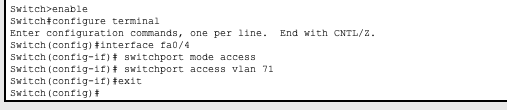 Switch>enable
Switch#configure terminal
Enter configuration commands, one per line.  End with CNTL/Z.
Switch(config)#interface fa0/4
Switch(config-if)# switchport mode access
Switch(config-if)# switchport access vlan 71
Switch(config-if)#exit
Switch(config)#